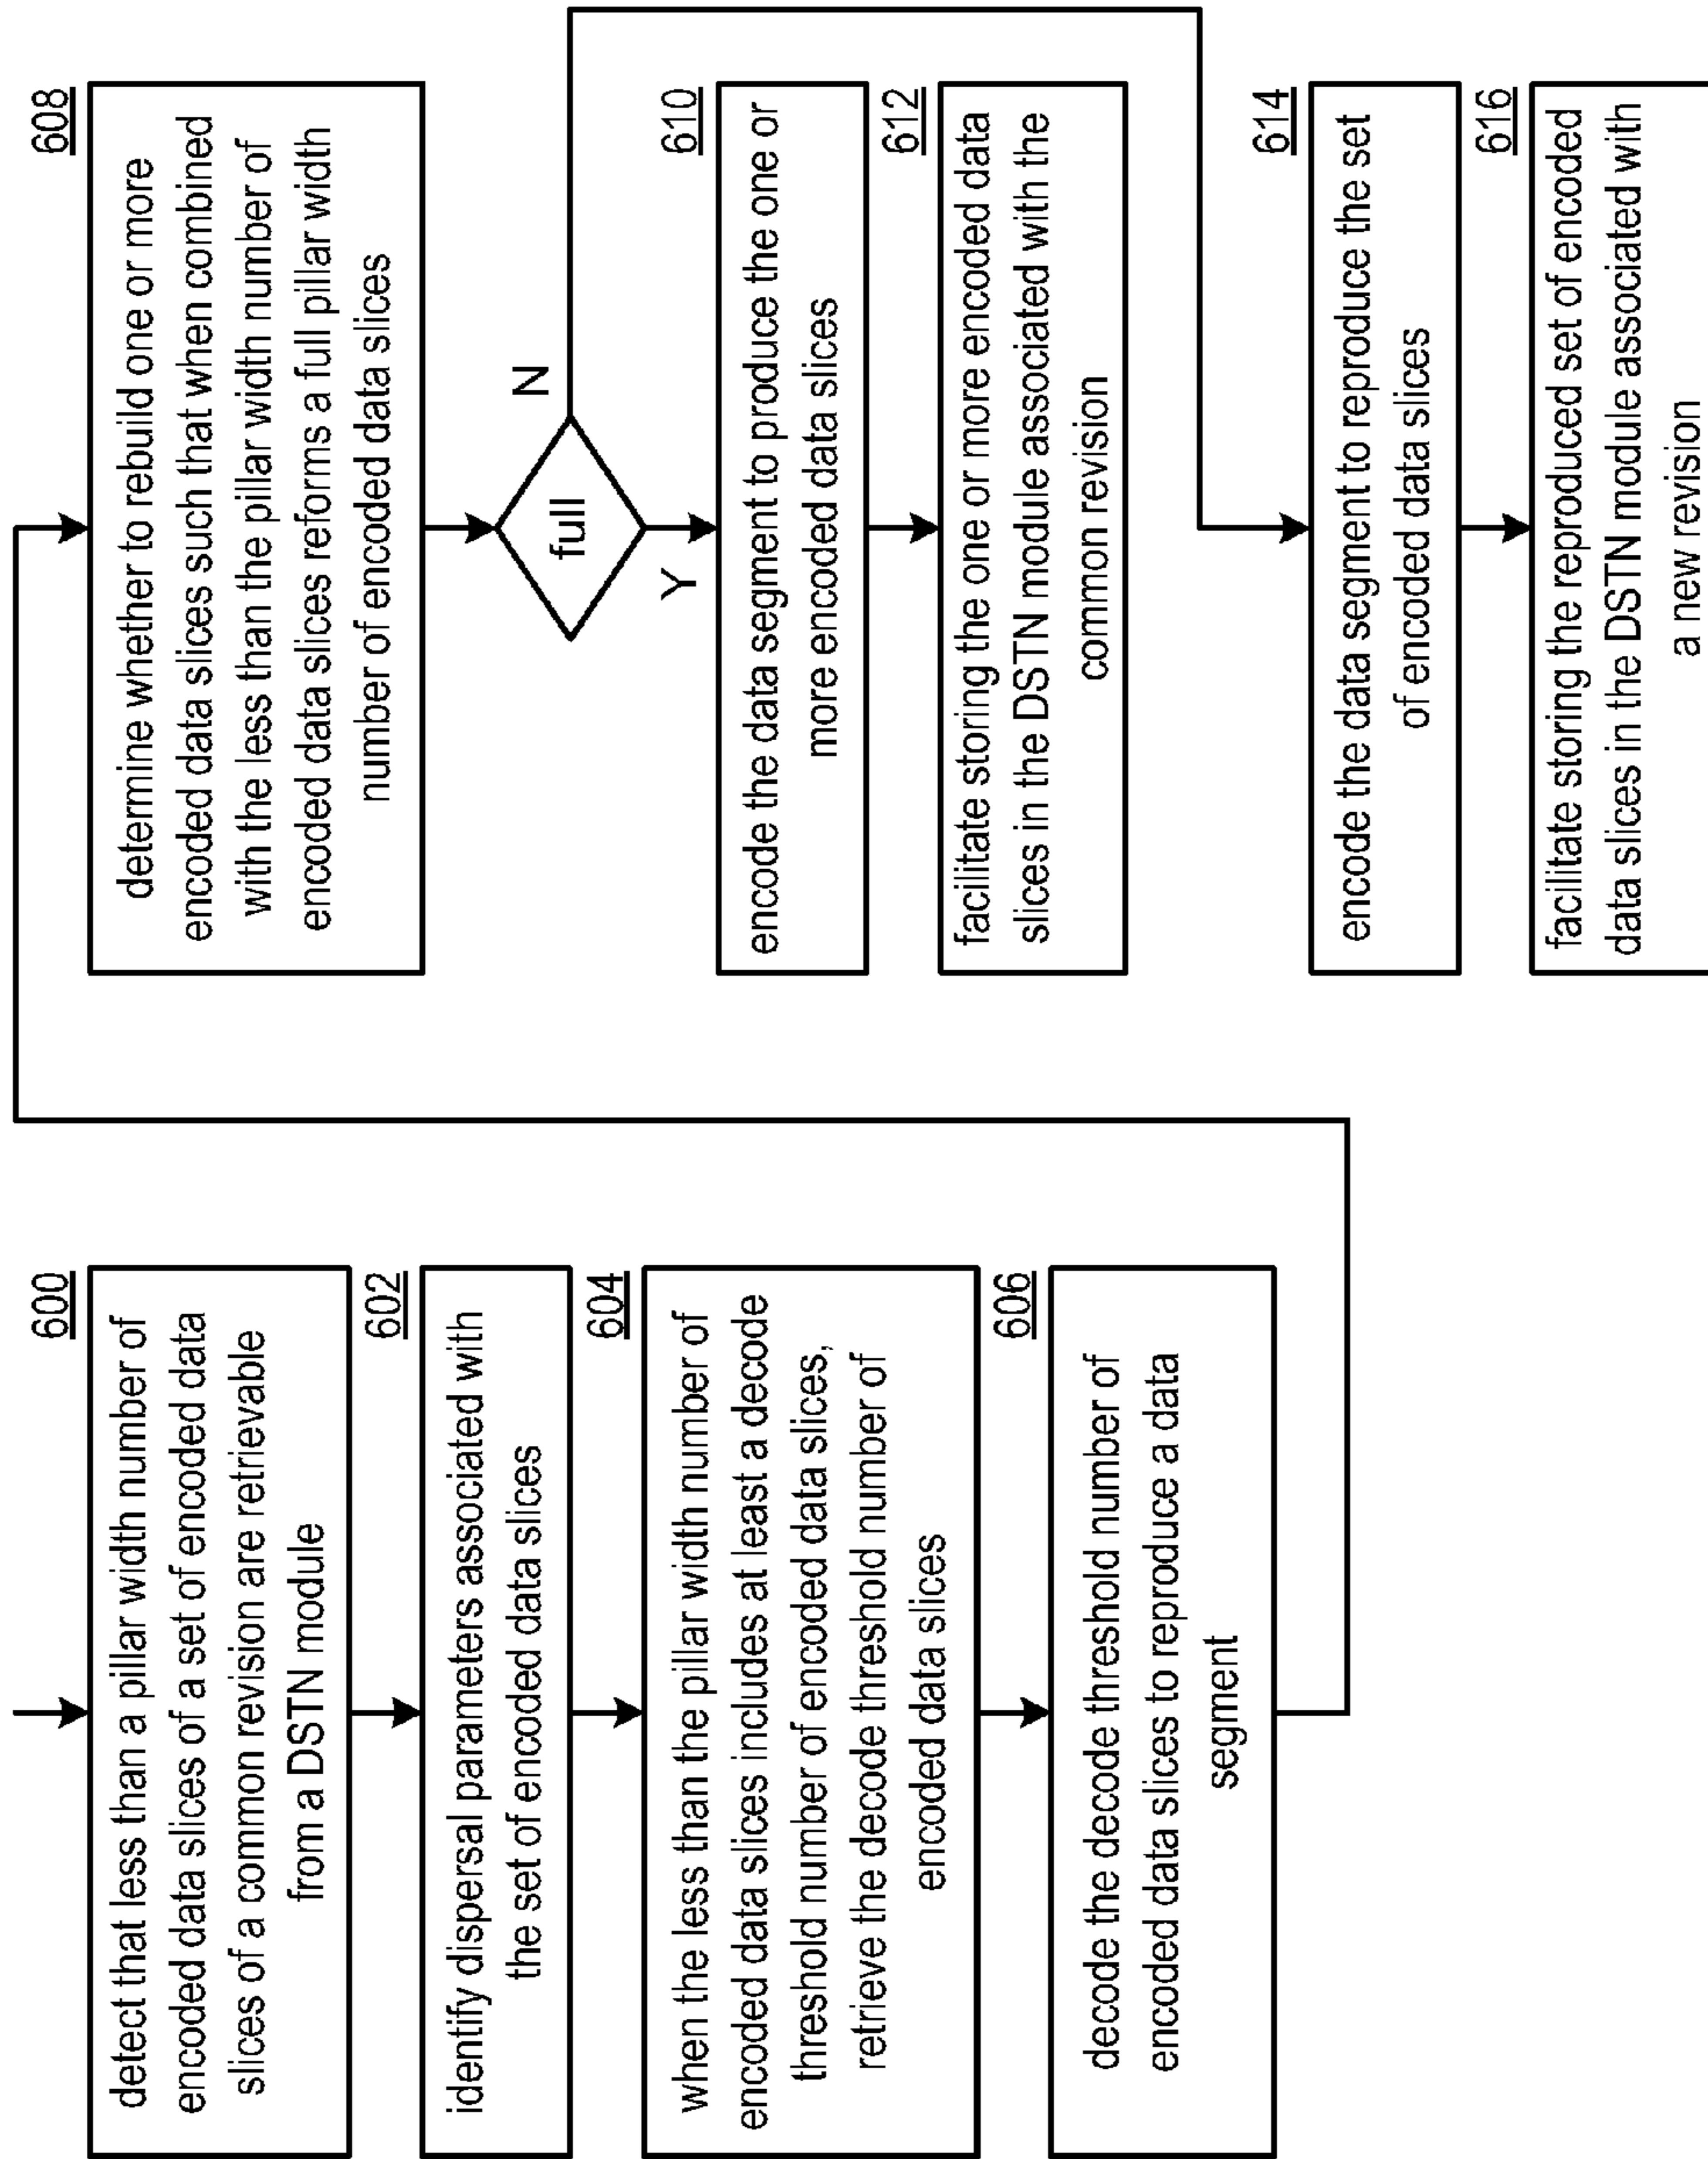 600
detect that less than a pillar width number of
encoded data slices of a set of encoded data
slices of a common revision are retrievable
from a DSTN module
602
identify dispersal parameters associated with
the set of encoded data slices
604
when the less than the pillar width number of
encoded data slices includes at least a decode
threshold number of encoded data slices,
retrieve the decode threshold number of
encoded data slices
606
decode the decode threshold number of
encoded data slices to reproduce a data
segment
608
determine whether to rebuild one or more
encoded data slices such that when combined
with the less than the pillar width number of
encoded data slices reforms a full pillar width
number of encoded data slices
full
N
Y
610
encode the data segment to produce the one or
more encoded data slices
612
facilitate storing the one or more encoded data
slices in the DSTN module associated with the
common revision
614
encode the data segment to reproduce the set
of encoded data slices
616
facilitate storing the reproduced set of encoded
data slices in the DSTN module associated with
a new revision